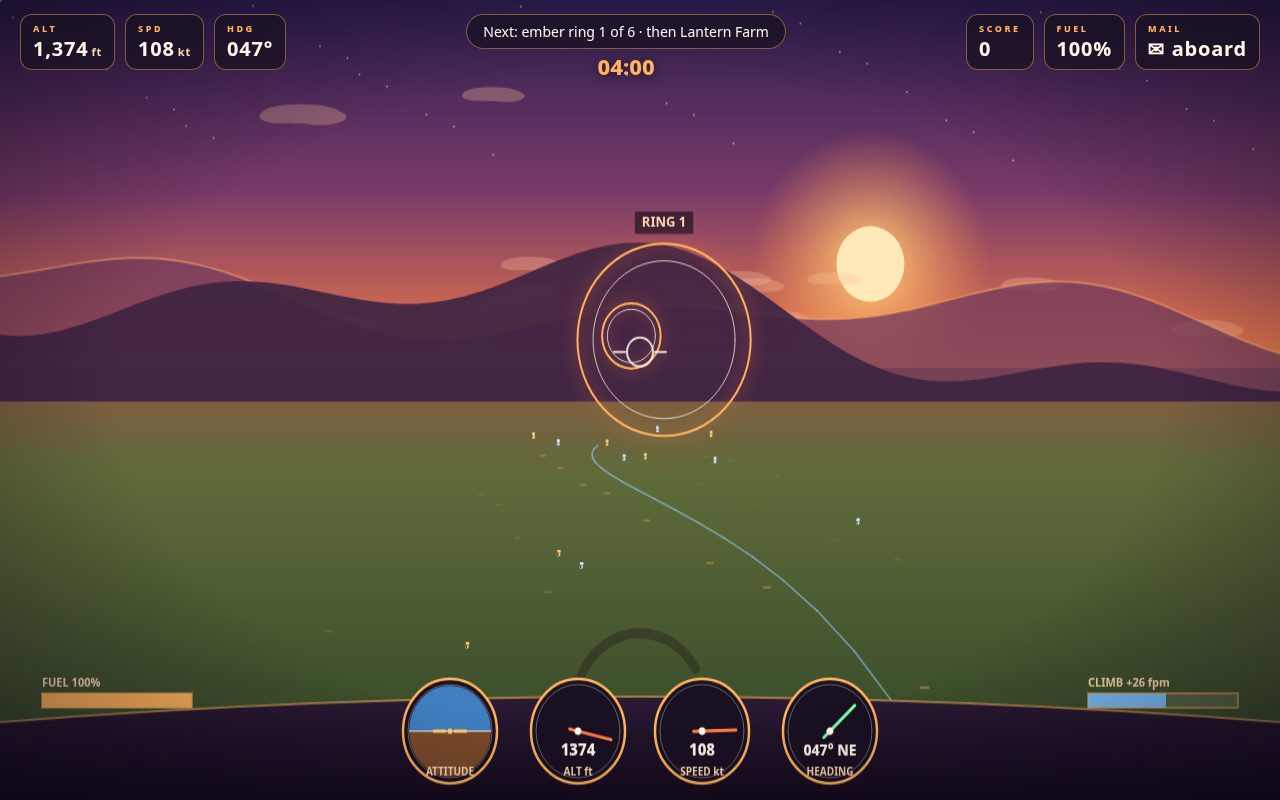 ALT
1,374 ft
SPD
108 kt
HDG
047°
Next: ember ring 1 of 6 · then Lantern Farm
04:00
SCORE
0
FUEL
100%
MAIL
✉ aboard
RING 1
FUEL 100%
CLIMB +26 fpm
ATTITUDE
1374
ALT ft
108
SPEED kt
047° NE
HEADING